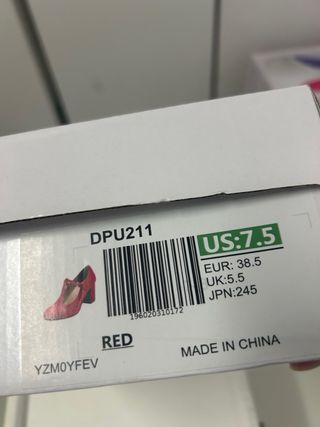 DPU211
US:7.5
EUR: 38.5
UK:5.5
JPN:245
196020310172
RED
MADE IN CHINA
YZM0YFEV